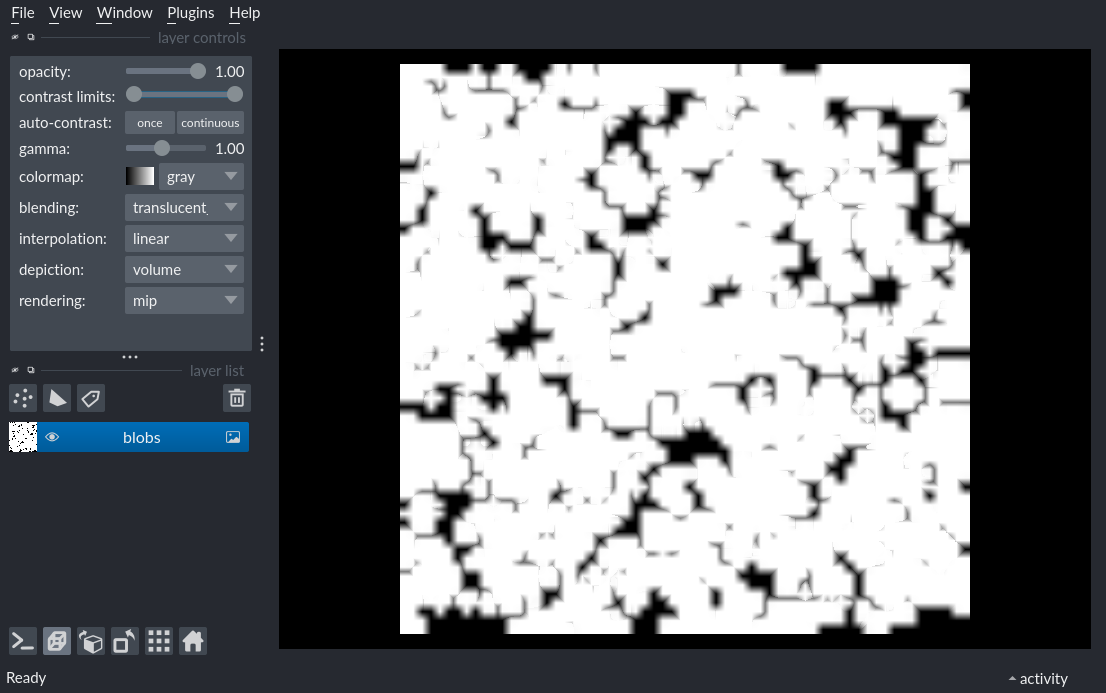 File View Window Plugins Help
layer controls
opacity: 1.00
contrast limits:
auto-contrast: once continuous
gamma: 1.00
colormap: gray
blending: translucent
interpolation: linear
depiction: volume
rendering: mip
layer list
blobs
Ready
activity